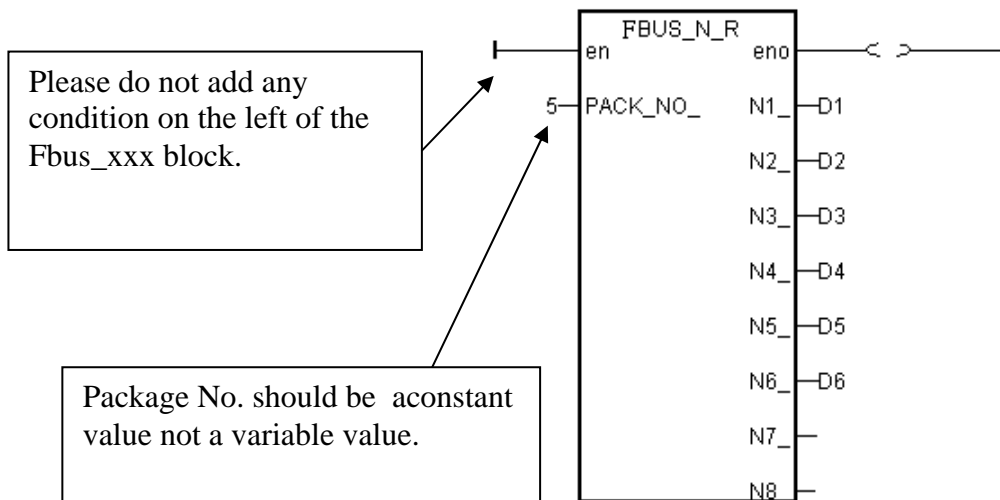 Please do not add any
condition on the left of the
Fbus_xxx block.
Package No. should be  aconstant
value not a variable value.
FBUS_N_R
en eno
5 PACK_NO_ N1_ D1
N2_ D2
N3_ D3
N4_ D4
N5_ D5
N6_ D6
N7_
N8